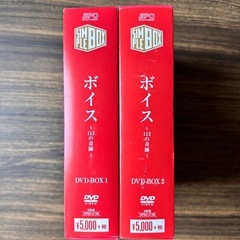 SPO
SIMPLE BOX
ボイス
～112の奇跡～
DVD-BOX 1
DVD
VIDEO
¥5,000+税
SPO
SIMPLE BOX
ボイス
～112の奇跡～
DVD-BOX 2
DVD
VIDEO
¥5,000+税